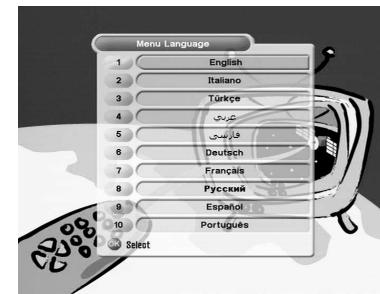 Menu Language
1 English
2 Italiano
3 Türkçe
4 عربي
5 فارسی
6 Deutsch
7 Français
8 Русский
9 Español
10 Português
OK Select